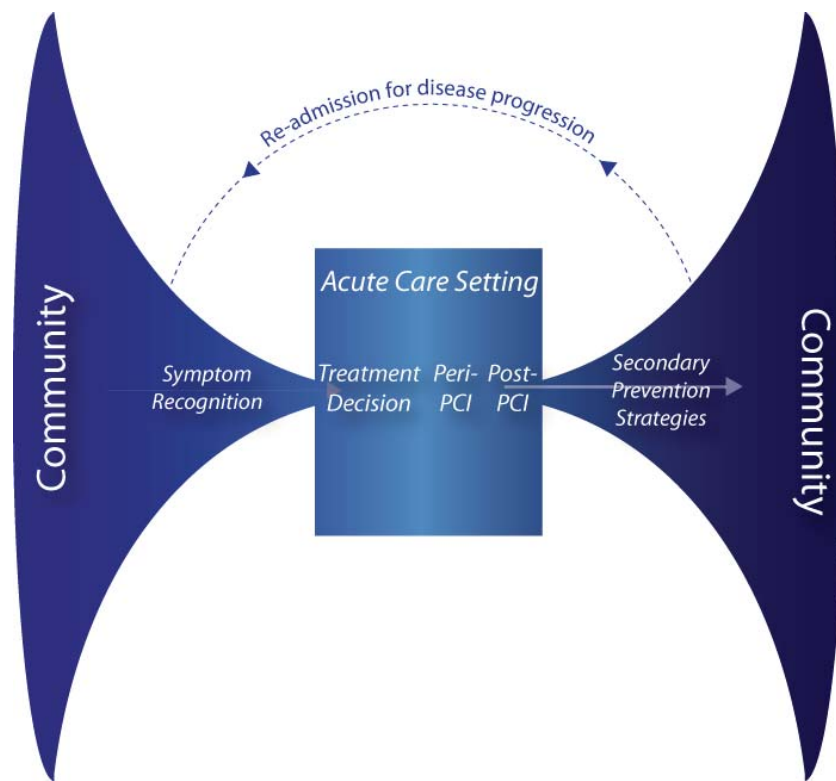 Re-admission for disease progression
Community
Symptom
Recognition
Acute Care Setting
Treatment
Decision
Peri-
PCI
Post-
PCI
Secondary
Prevention
Strategies
Community